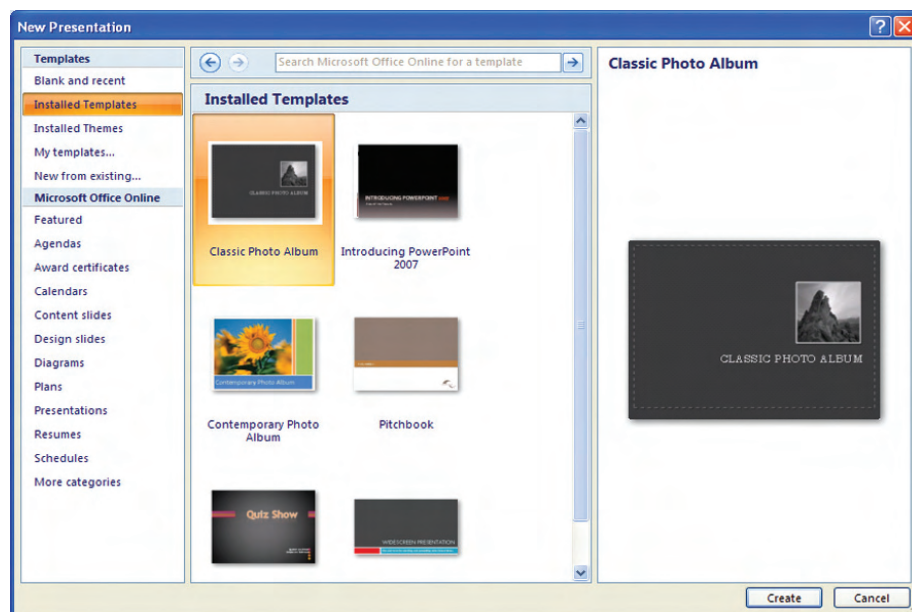 New Presentation
Templates
Blank and recent
Installed Templates
Installed Themes
My templates...
New from existing...
Microsoft Office Online
Featured
Agendas
Award certificates
Calendars
Content slides
Design slides
Diagrams
Plans
Presentations
Resumes
Schedules
More categories
Search Microsoft Office Online for a template
Installed Templates
CLASSIC PHOTO ALBUM
Classic Photo Album
INTRODUCING POWERPOINT
Introducing PowerPoint
2007
Contemporary Photo Album
Contemporary Photo
Album
Pitchbook
Quiz Show
WIDESCREEN PRESENTATION
Classic Photo Album
CLASSIC PHOTO ALBUM
Create
Cancel